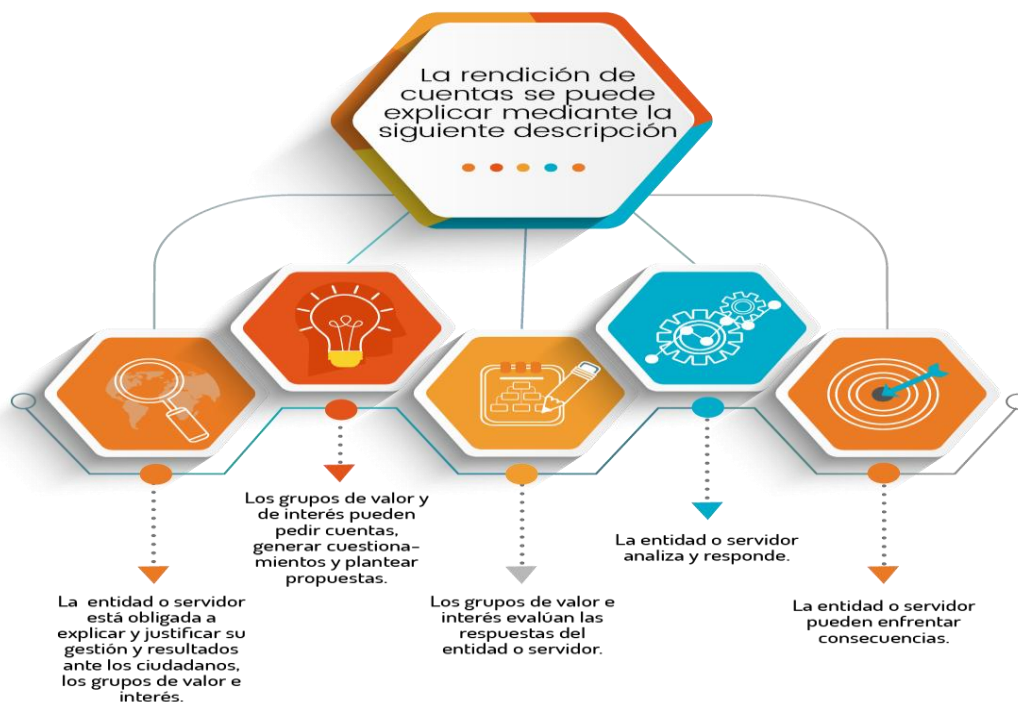 La rendición de
cuentas se puede
explicar mediante la
siguiente descripción
La entidad o servidor
está obligada a
explicar y justificar su
gestión y resultados
ante los ciudadanos,
los grupos de valor e
interés.
Los grupos de valor y
de interés pueden
pedir cuentas,
generar cuestiona-
mientos y plantear
propuestas.
Los grupos de valor e
interés evalúan las
respuestas del
entidad o servidor.
La entidad o servidor
analiza y responde.
La entidad o servidor
pueden enfrentar
consecuencias.